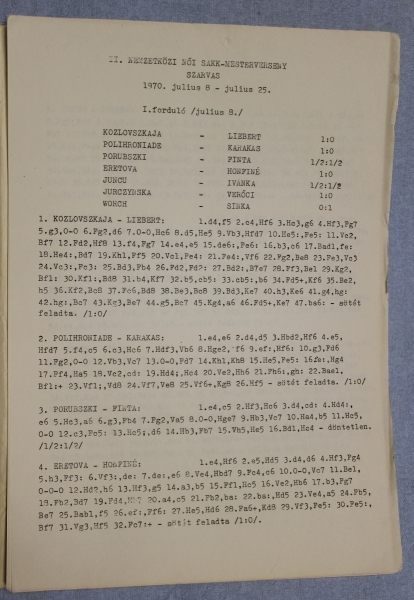 II. NEMZETKÖZI NŐI SAKK-MESTERVERSENY
SZARVAS
1970. julius 8 - julius 25.
I.forduló /julius 8./
KOZLOVSZKAJA - LIEBERT 1:0
POLIHRONIADE - KARAKAS 1:0
PORUBSZKI - PINTA 1/2:1/2
ERETOVA - HONFINÉ 1:0
JUNCU - IVANKA 1/2:1/2
JURCZYNSKA - VERŐCI 1:0
WORCH - SINKA 0:1
1. KOZLOVSZKAJA - LIEBERT: 1.d4,f5 2.c4,Hf6 3.Hc3,g6 4.Hf3,Fg7
5.g3,0-0 6.Fg2,d6 7.0-0,Hc6 8.d5,He5 9.Vb3,Hfd7 10.He5:,Fe5: 11.Vc2,
Bf7 12.Fd2,Hf8 13.f4,Fg7 14.e4,e5 15.de6:,Fe6: 16.b3,c6 17.Bad1,fe:
18.He4:,Bd7 19.Kh1,Ff5 20.Vc1,Fe4: 21.Fe4:,Vf6 22.Fg2,Be8 23.Fe3,Vc3
24.Vc3:,Fc3: 25.Bd3,Fb4 26.Fd2,Fd2: 27.Bd2:,B7e7 28.Ff3,Be1 29.Kg2,
Bf1: 30.Kf1:,Bd8 31.b4,Kf7 32.b5,cb5: 33.cb5:,b6 34.Fd5+,Kf6 35.Be2,
h5 36.Kf2,Bc8 37.Fc6,Bd8 38.Be3,Bc8 39.Bd3,Ke7 40.h3,Ke6 41.g4,hg:
42.hg:,Bc7 43.Kg3,Be7 44.g5,Bc7 45.Kg4,a6 46.Fd5+,Ke7 47.ba6: - sötét
feladta. /1:0/
2. POLIHRONIADE - KARAKAS: 1.e4,e6 2.d4,d5 3.Hbd2,Hf6 4.e5,
Hfd7 5.f4,c5 6.c3,Hc6 7.Hdf3,Vb6 8.Hge2,f6 9.ef:,Hf6: 10.g3,Fd6
11.Fg2,0-0 12.Vb3,Vc7 13.0-0,Fd7 14.Kh1,Kh8 15.He5,Fe5: 16fe:,Hg4
17.Ff4,Ha5 18.Vc2,cd: 19.Hd4:,Hc4 20.Ve2,Hh6 21.Fh6:,gh: 22.Bae1,
Bf1:+ 23.Vf1:,Vd8 24.Vf7,Ve8 25.Vf6+,Kg8 26.Hf5 - sötét feladta. /1:0/
3. PORUBSZKI - PINTA: 1.e4,c5 2.Hf3,Hc6 3.d4,cd: 4.Hd4:,
e6 5.Hc3,a6 6.g3,Fb4 7.Fg2,Va5 8.0-0,Hge7 9.Hb3,Vc7 10.Ha4,b5 11.Hc5,
0-0 12.c3,Fc5: 13.Hc5:,d6 14.Hb3,Fb7 15.Vh5,He5 16.Bd1,Hc4 - döntetlen.
/1/2:1/2/
4. ERETOVA - HONFINÉ: 1.e4,Hf6 2.e5,Hd5 3.d4,d6 4.Hf3,Fg4
5.h3,Ff3: 6.Vf3:,de: 7.de:,e6 8.Ve4,Hbd7 9.Fc4,c6 10.0-0,Vc7 11.Be1,
0-0-0 12.Hd2,h6 13.Hf3,g5 14.a3,b5 15.Ff1,Hc5 16.Ve2,Hb6 17.b3,Fg7
18.Fb2,Bd7 19.Fd4, 20.a4,c5 21.Fb2,ba: 22.ba:,Hd5 23.Ve4,a5 24.Fb5,
Be7 25.Bab1,f5 26.ef:,Ff6: 27.He5,Hd6 28.Fa6+,Kd8 29.Vf3,Fe5: 30.Fe5:,
Bf7 31.Vg3,Hf5 32.Fc7:+ - sötét feladta /1:0/.